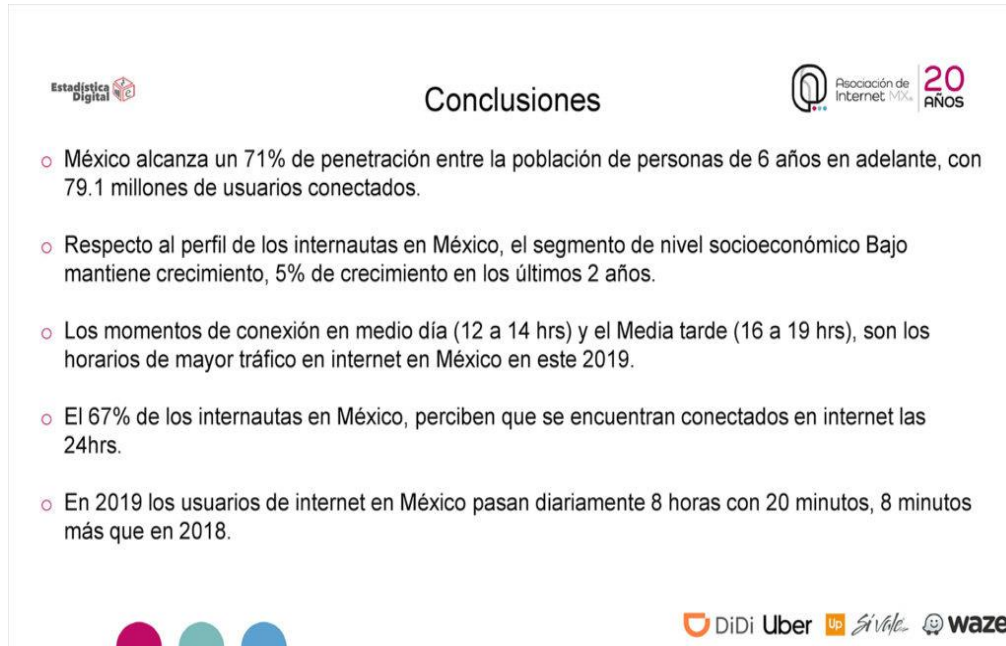 Estadística
Digital
Conclusiones
Asociación de
Internet MX
20
AÑOS
México alcanza un 71% de penetración entre la población de personas de 6 años en adelante, con
79.1 millones de usuarios conectados.
Respecto al perfil de los internautas en México, el segmento de nivel socioeconómico Bajo
mantiene crecimiento, 5% de crecimiento en los últimos 2 años.
Los momentos de conexión en medio día (12 a 14 hrs) y el Media tarde (16 a 19 hrs), son los
horarios de mayor tráfico en internet en México en este 2019.
El 67% de los internautas en México, perciben que se encuentran conectados en internet las
24hrs.
En 2019 los usuarios de internet en México pasan diariamente 8 horas con 20 minutos, 8 minutos
más que en 2018.
DiDi Uber Up Sí Vale waze